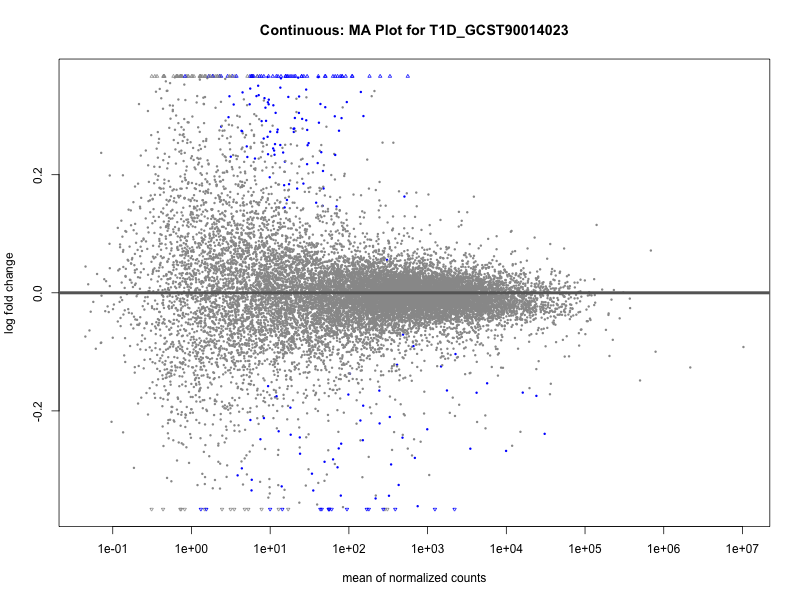 Continuous: MA Plot for T1D_GCST90014023
log fold change
0.2
0.0
-0.2
1e-01 1e+00 1e+01 1e+02 1e+03 1e+04 1e+05 1e+06 1e+07
mean of normalized counts